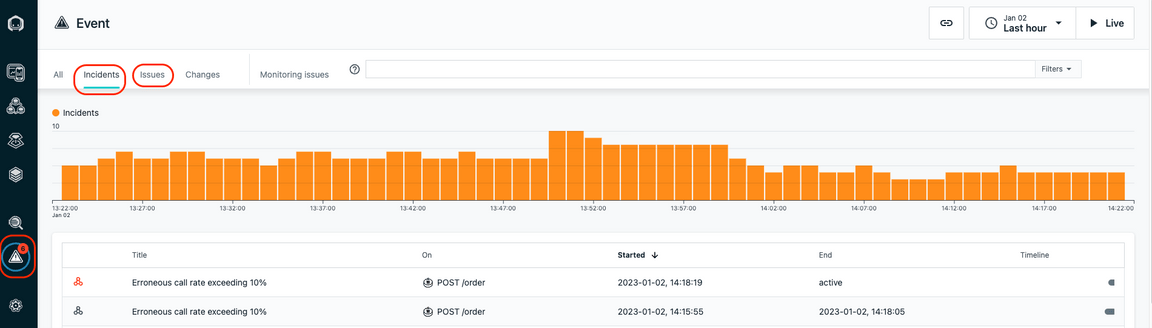 Event
Jan 02
Last hour
Live
All Incidents Issues Changes Monitoring issues
Filters
Incidents
10
13:22:00 13:27:00 13:32:00 13:37:00 13:42:00 13:47:00 13:52:00 13:57:00 14:02:00 14:07:00 14:12:00 14:17:00 14:22:00
Jan 02
6
Title On Started End Timeline
Erroneous call rate exceeding 10% POST /order 2023-01-02, 14:18:19 active
Erroneous call rate exceeding 10% POST /order 2023-01-02, 14:15:55 2023-01-02, 14:18:05